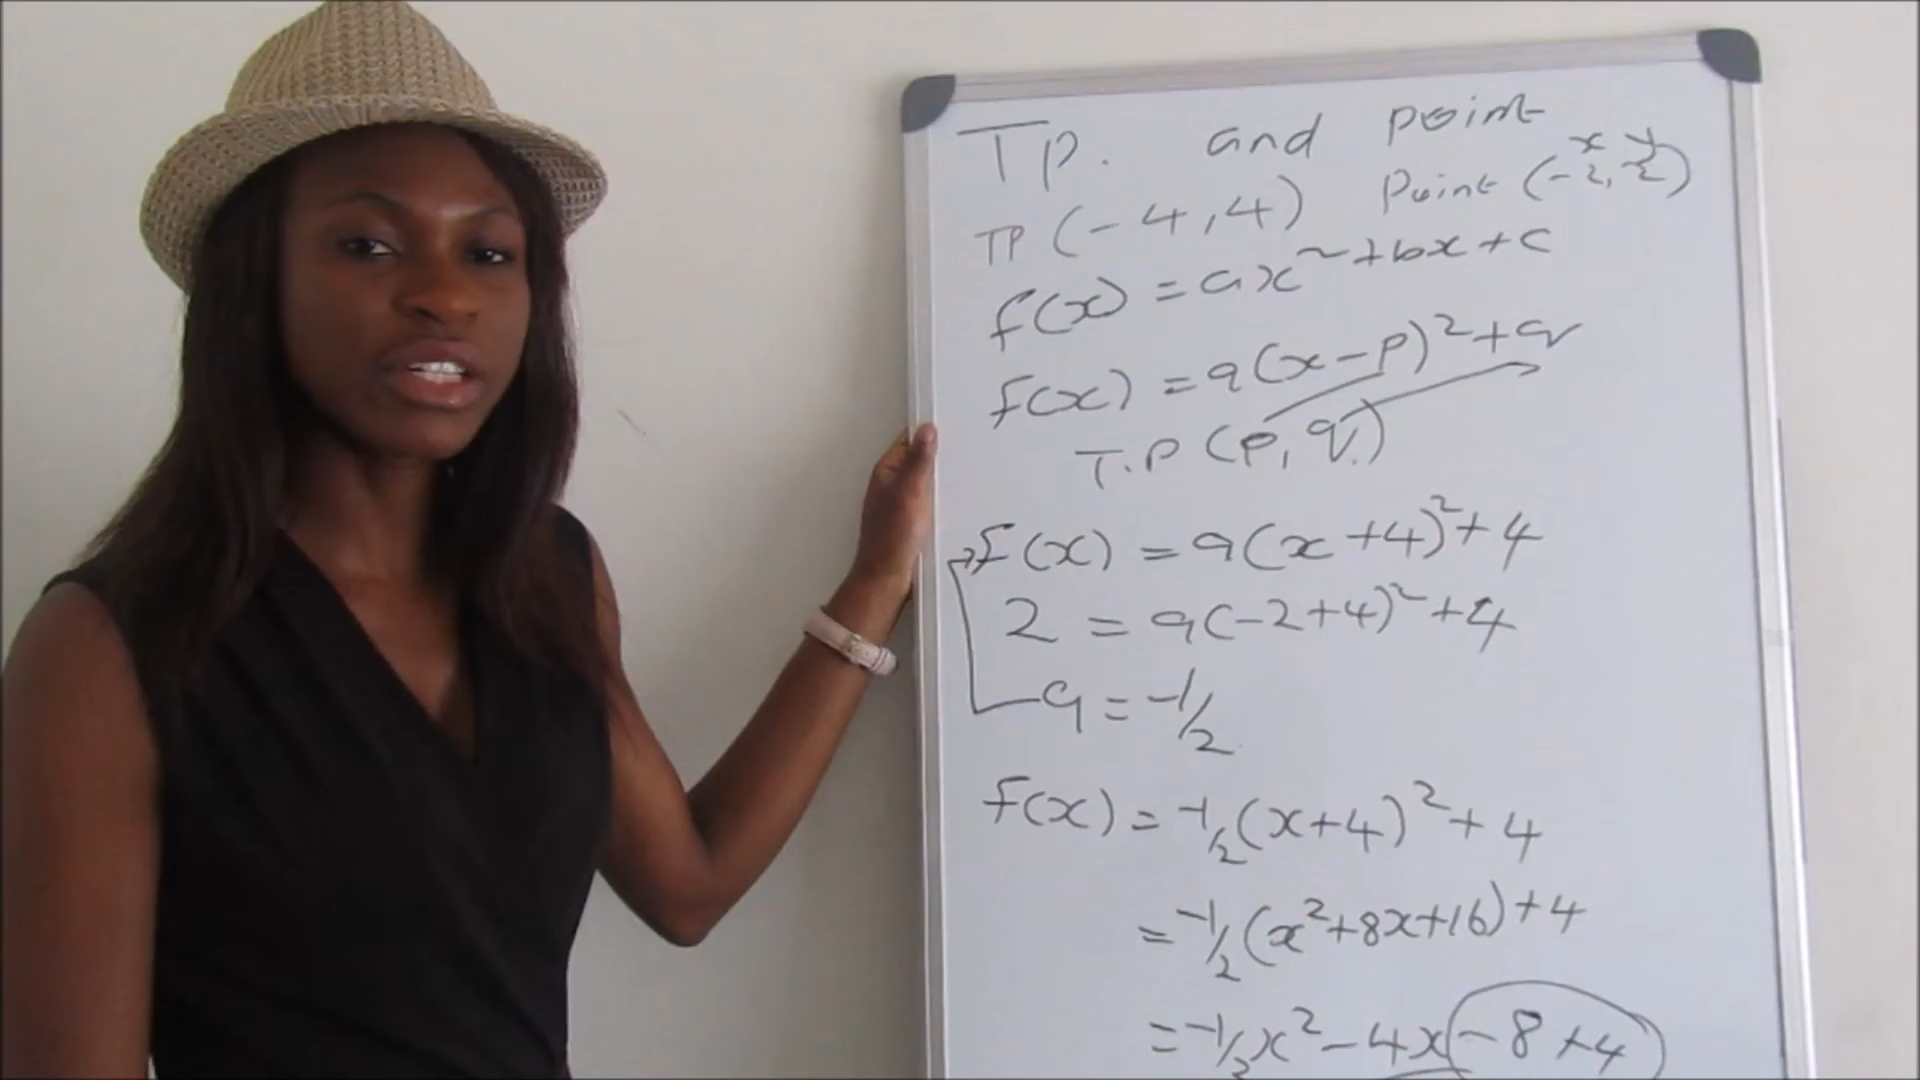 TP. and point
x y
TP (-4,4) Point (-2, 2)
f(x) = ax² + bx + c
f(x) = a(x-p)² + q
T.P (p, q)
f(x) = a(x+4)² + 4
2 = a(-2+4)² + 4
a = -1/2
f(x) = -1/2(x+4)² + 4
= -1/2(x²+8x+16)+4
= -1/2x² - 4x - 8 + 4